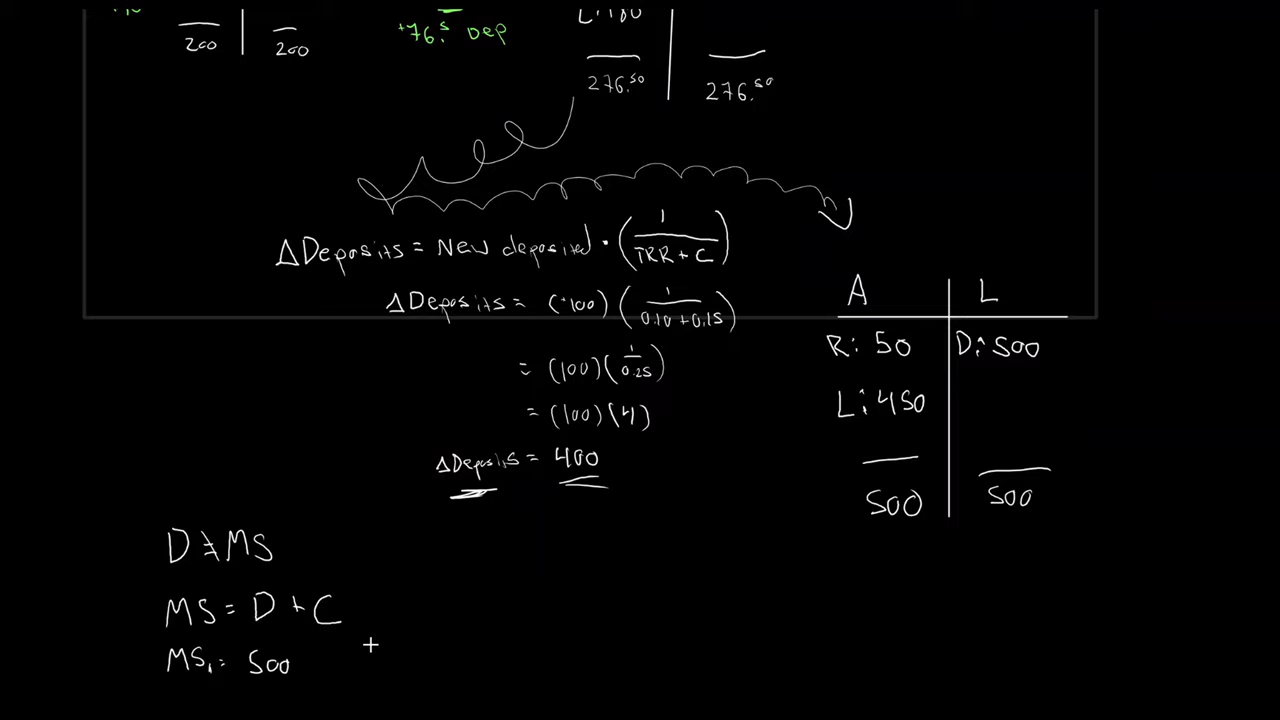 +76.5 Dep
L:180
200 200
276.50 276.50
ΔDeposits = New deposited · (1/(TRR + C))
ΔDeposits = (+100) (1/(0.10+0.15))
= (100)(1/0.25)
= (100)(4)
ΔDeposits = 400
A L
R: 50 D: 500
L: 450
500 500
D ≠ MS
MS = D + C
MS₁ = 500